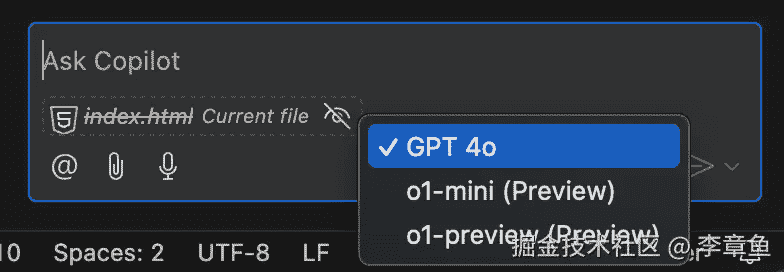 Ask Copilot
index.html Current file
GPT 4o
o1-mini (Preview)
o1-preview (Preview)
掘金技术社区 @ 李章鱼
Spaces: 2 UTF-8 LF